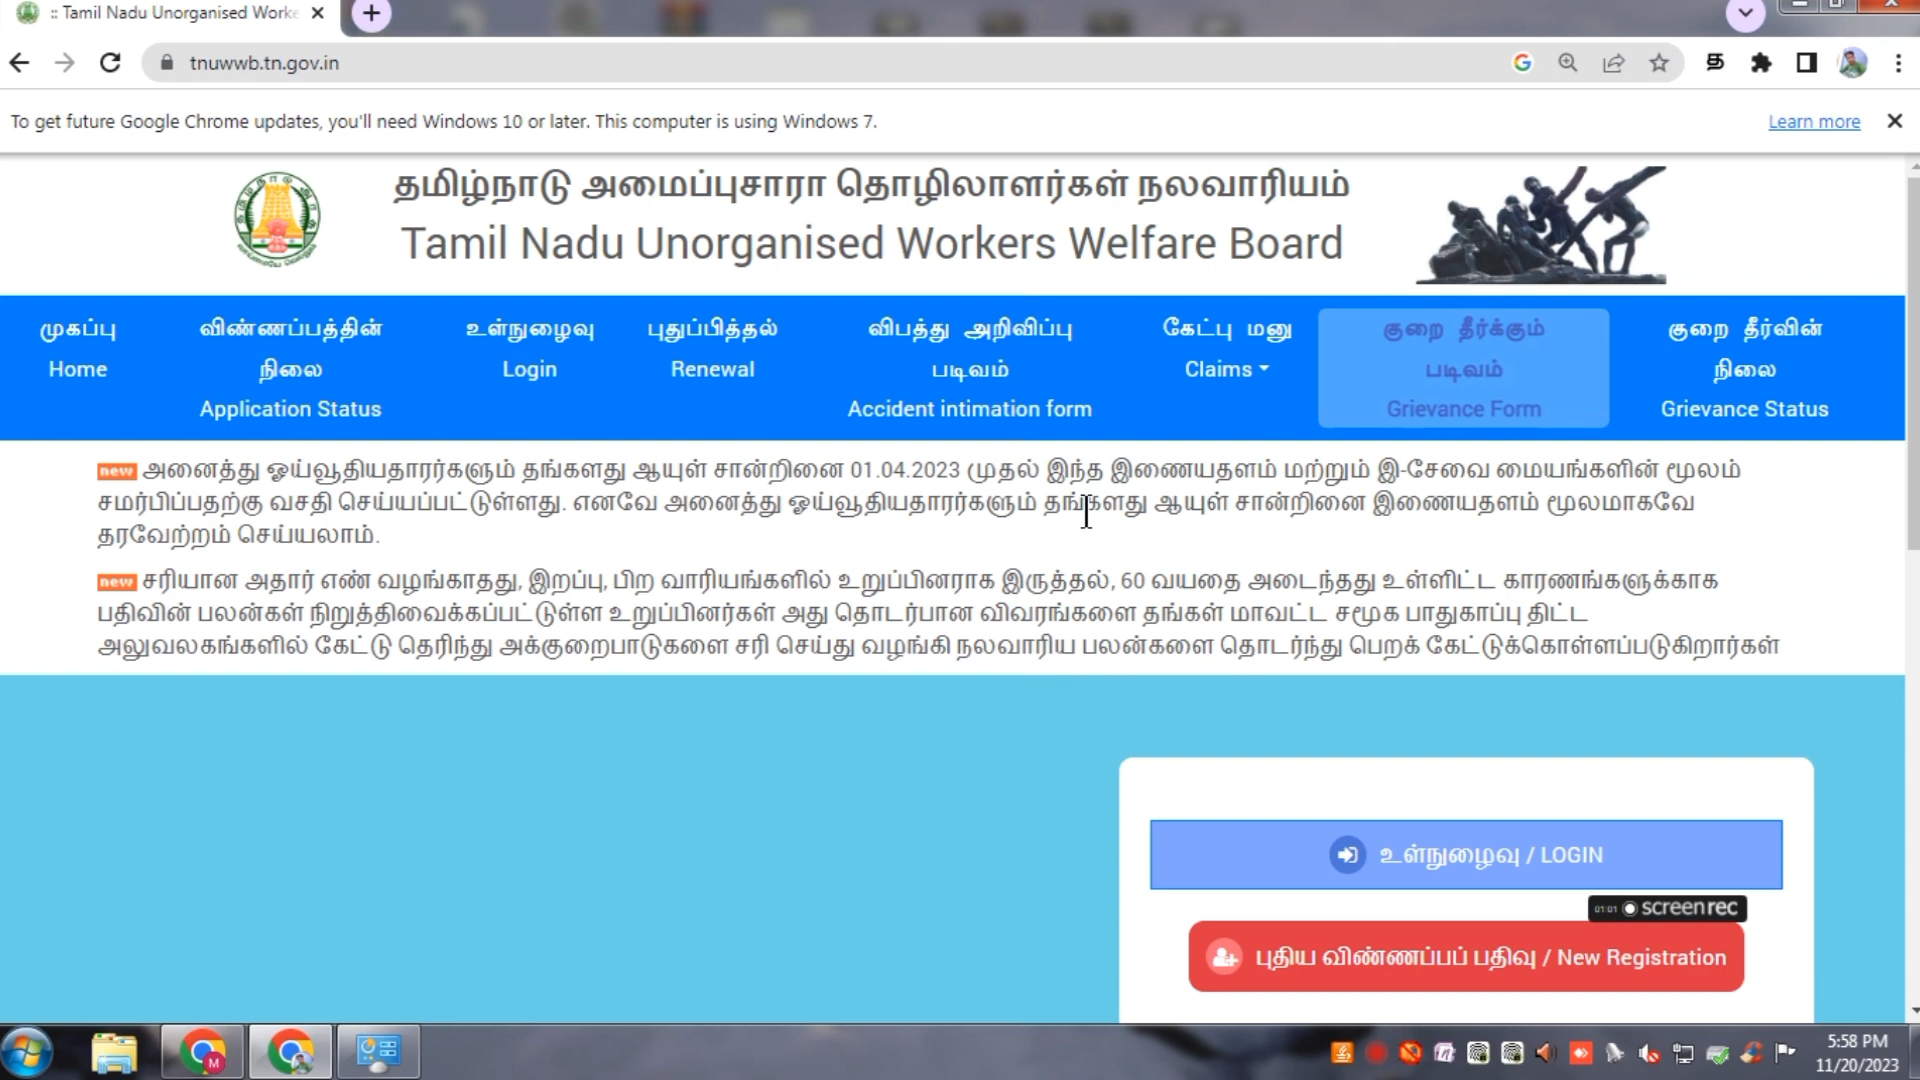 :: Tamil Nadu Unorganised Worke
tnuwwb.tn.gov.in
To get future Google Chrome updates, you'll need Windows 10 or later. This computer is using Windows 7.
Learn more
தமிழ்நாடு அமைப்புசாரா தொழிலாளர்கள் நலவாரியம்
Tamil Nadu Unorganised Workers Welfare Board
முகப்பு
Home
விண்ணப்பத்தின்
நிலை
Application Status
உள்நுழைவு
Login
புதுப்பித்தல்
Renewal
விபத்து அறிவிப்பு
படிவம்
Accident intimation form
கேட்பு மனு
Claims
குறை தீர்க்கும்
படிவம்
Grievance Form
குறை தீர்வின்
நிலை
Grievance Status
new அனைத்து ஓய்வூதியதாரர்களும் தங்களது ஆயுள் சான்றினை 01.04.2023 முதல் இந்த இணையதளம் மற்றும் இ-சேவை மையங்களின் மூலம்
சமர்பிப்பதற்கு வசதி செய்யப்பட்டுள்ளது. எனவே அனைத்து ஓய்வூதியதாரர்களும் தங்களது ஆயுள் சான்றினை இணையதளம் மூலமாகவே
தரவேற்றம் செய்யலாம்.
new சரியான அதார் எண் வழங்காதது, இறப்பு, பிற வாரியங்களில் உறுப்பினராக இருத்தல், 60 வயதை அடைந்தது உள்ளிட்ட காரணங்களுக்காக
பதிவின் பலன்கள் நிறுத்திவைக்கப்பட்டுள்ள உறுப்பினர்கள் அது தொடர்பான விவரங்களை தங்கள் மாவட்ட சமூக பாதுகாப்பு திட்ட
அலுவலகங்களில் கேட்டு தெரிந்து அக்குறைபாடுகளை சரி செய்து வழங்கி நலவாரிய பலன்களை தொடர்ந்து பெறக் கேட்டுக்கொள்ளப்படுகிறார்கள்
உள்நுழைவு / LOGIN
01:01 screenrec
புதிய விண்ணப்பப் பதிவு / New Registration
5:58 PM
11/20/2023